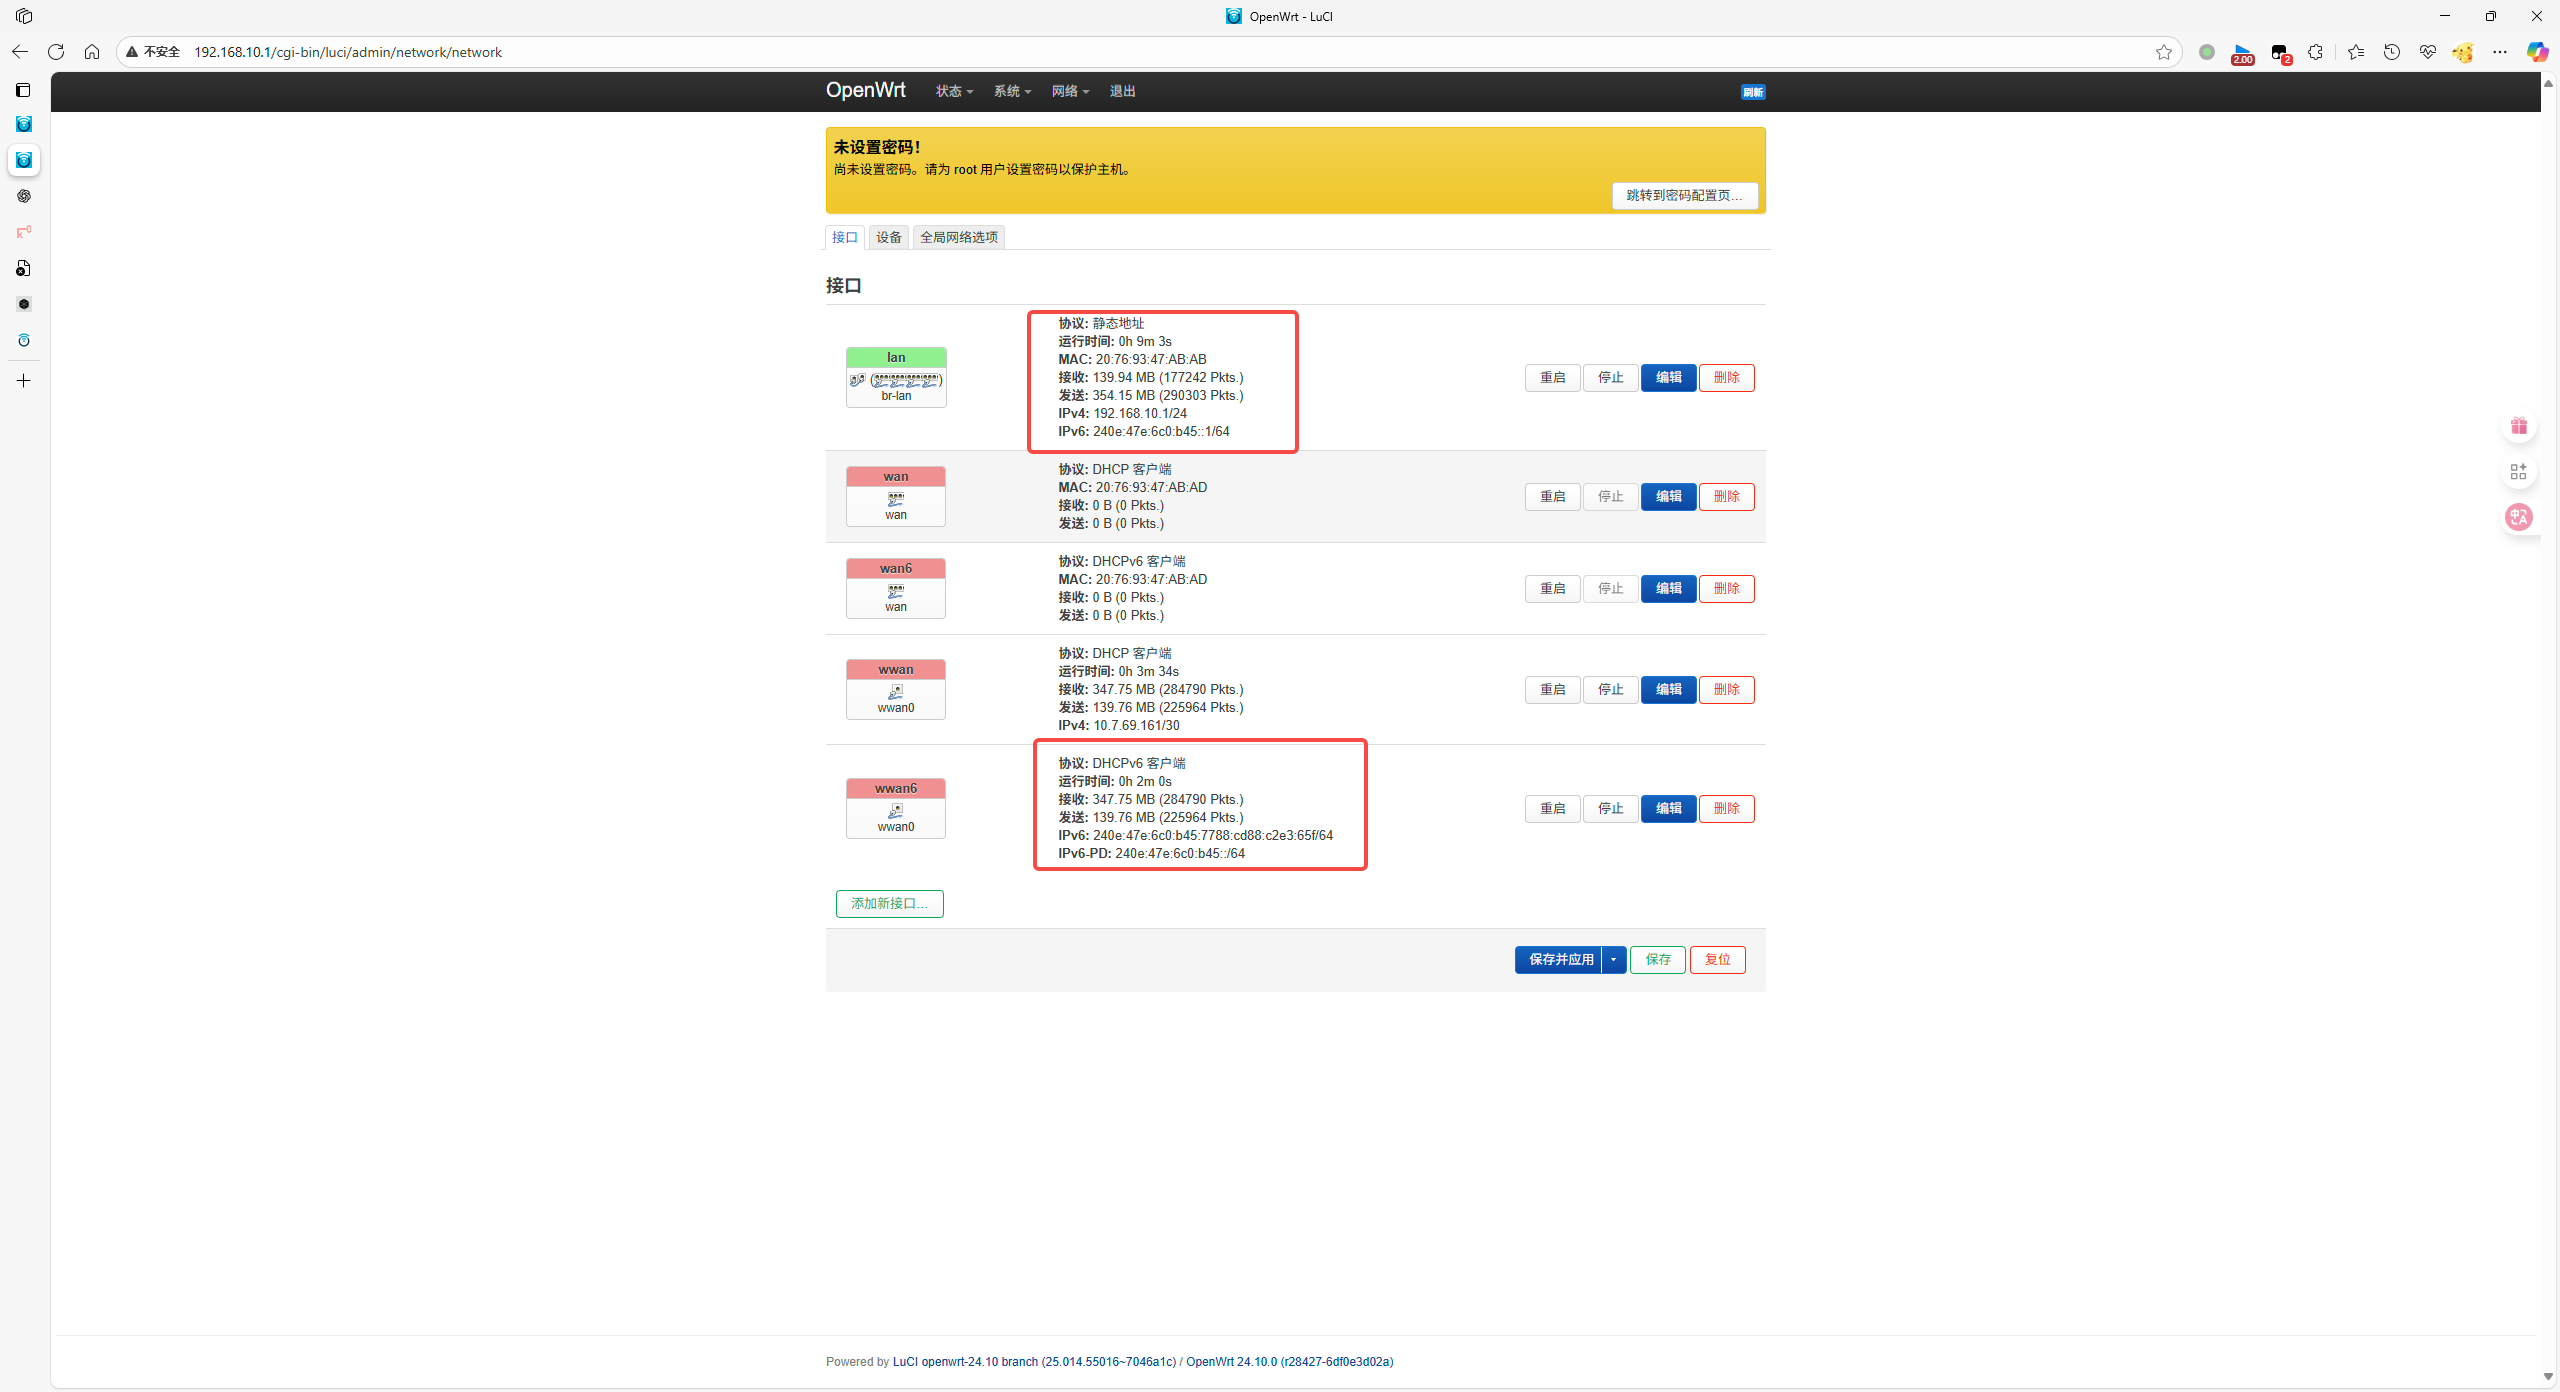 OpenWrt - LuCI
不安全 192.168.10.1/cgi-bin/luci/admin/network/network
2.00
2
OpenWrt 状态 系统 网络 退出 刷新
未设置密码！
尚未设置密码。请为 root 用户设置密码以保护主机。
跳转到密码配置页…
接口 设备 全局网络选项
接口
lan
br-lan
协议: 静态地址
运行时间: 0h 9m 3s
MAC: 20:76:93:47:AB:AB
接收: 139.94 MB (177242 Pkts.)
发送: 354.15 MB (290303 Pkts.)
IPv4: 192.168.10.1/24
IPv6: 240e:47e:6c0:b45::1/64
重启 停止 编辑 删除
wan
wan
协议: DHCP 客户端
MAC: 20:76:93:47:AB:AD
接收: 0 B (0 Pkts.)
发送: 0 B (0 Pkts.)
重启 停止 编辑 删除
wan6
wan
协议: DHCPv6 客户端
MAC: 20:76:93:47:AB:AD
接收: 0 B (0 Pkts.)
发送: 0 B (0 Pkts.)
重启 停止 编辑 删除
wwan
wwan0
协议: DHCP 客户端
运行时间: 0h 3m 34s
接收: 347.75 MB (284790 Pkts.)
发送: 139.76 MB (225964 Pkts.)
IPv4: 10.7.69.161/30
重启 停止 编辑 删除
wwan6
wwan0
协议: DHCPv6 客户端
运行时间: 0h 2m 0s
接收: 347.75 MB (284790 Pkts.)
发送: 139.76 MB (225964 Pkts.)
IPv6: 240e:47e:6c0:b45:7788:cd88:c2e3:65f/64
IPv6-PD: 240e:47e:6c0:b45::/64
重启 停止 编辑 删除
添加新接口…
保存并应用 保存 复位
Powered by LuCI openwrt-24.10 branch (25.014.55016~7046a1c) / OpenWrt 24.10.0 (r28427-6df0e3d02a)